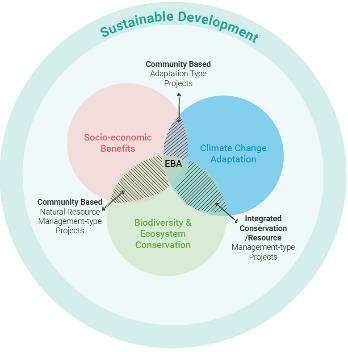 Sustainable Development
Community Based
Adaptation Type
Projects
Socio-economic
Benefits
Climate Change
Adaptation
EBA
Community Based
Natural Resource
Management-type
Projects
Biodiversity &
Ecosystem
Conservation
Integrated
Conservation
/Resource
Management-type
Projects